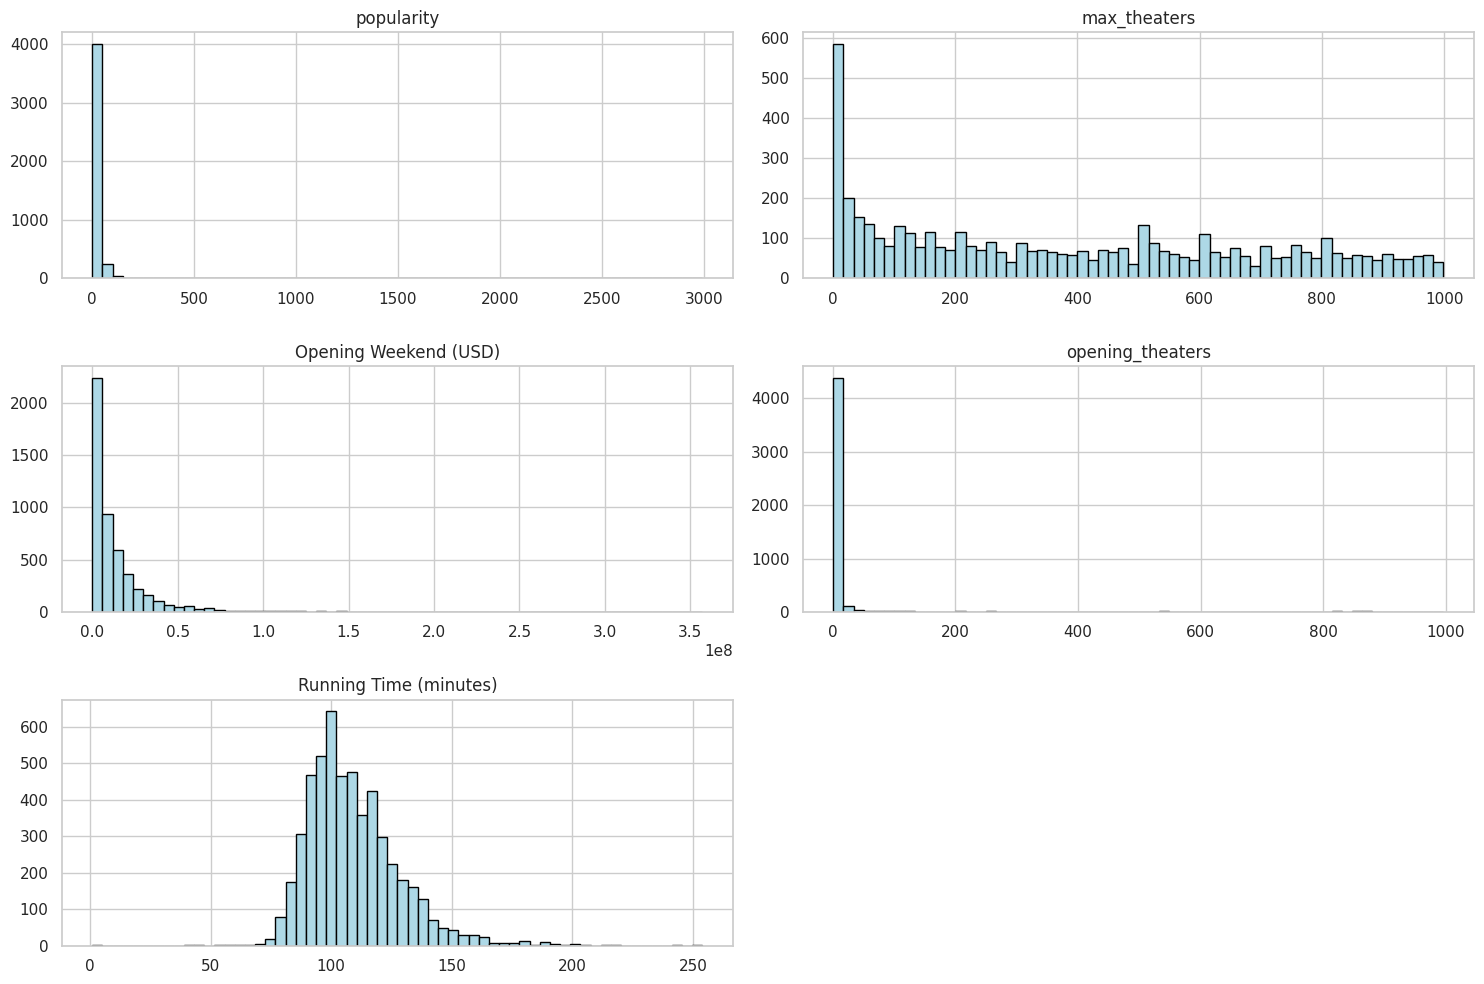 popularity
4000
3000
2000
1000
0
0 500 1000 1500 2000 2500 3000
max_theaters
600
500
400
300
200
100
0
0 200 400 600 800 1000
Opening Weekend (USD)
2000
1500
1000
500
0
0.0 0.5 1.0 1.5 2.0 2.5 3.0 3.5
1e8
opening_theaters
4000
3000
2000
1000
0
0 200 400 600 800 1000
Running Time (minutes)
600
500
400
300
200
100
0
0 50 100 150 200 250